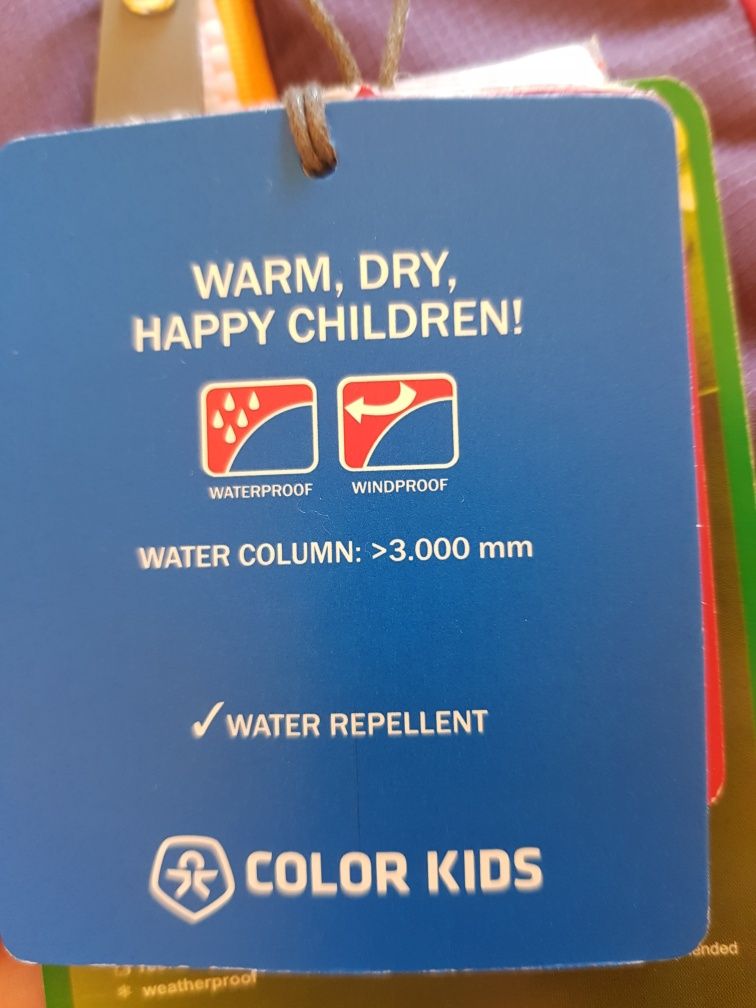 WARM, DRY,
HAPPY CHILDREN!
WATERPROOF WINDPROOF
WATER COLUMN: >3.000 mm
✓WATER REPELLENT
COLOR KIDS
* weatherproof